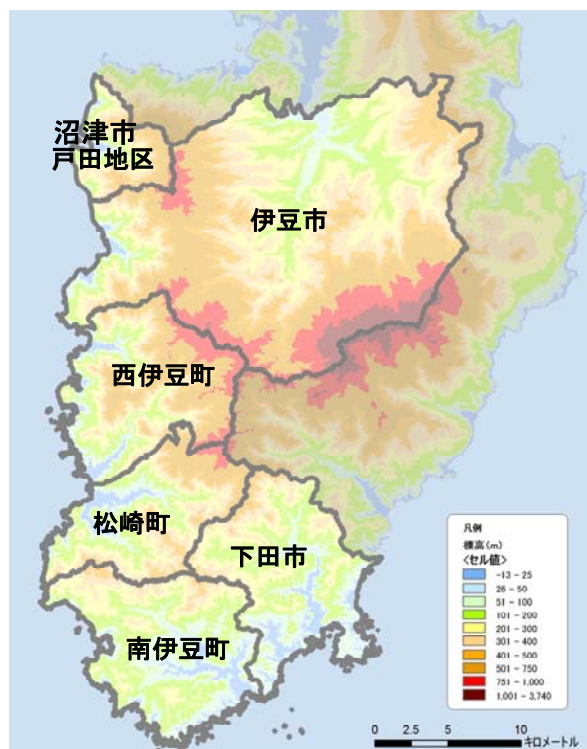 沼津市
戸田地区
伊豆市
西伊豆町
松崎町
下田市
南伊豆町
凡例
標高(m)
<セル値>
-13 - 25
26 - 50
51 - 100
101 - 200
201 - 300
301 - 400
401 - 500
501 - 750
751 - 1,000
1,001 - 3,740
0 2.5 5 10
キロメートル